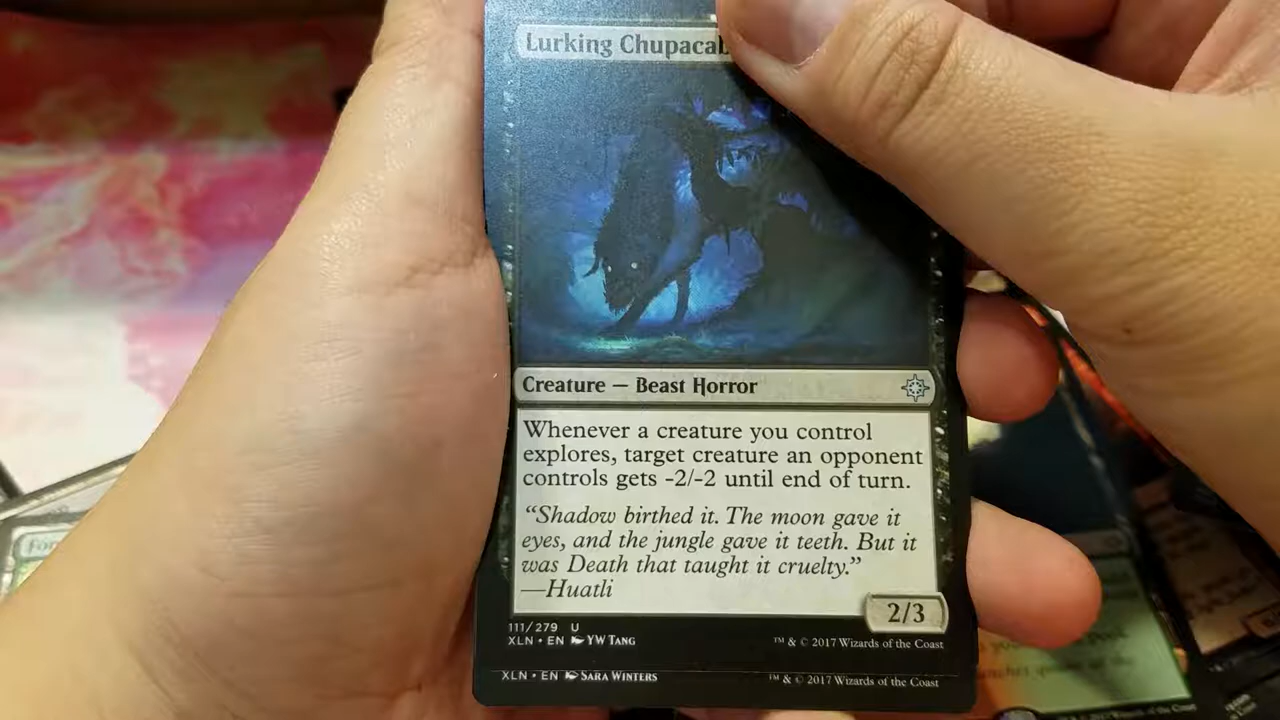 Lurking Chupacab
Creature — Beast Horror
Whenever a creature you control
explores, target creature an opponent
controls gets -2/-2 until end of turn.
“Shadow birthed it. The moon gave it
eyes, and the jungle gave it teeth. But it
was Death that taught it cruelty.”
—Huatli
2/3
111/279 U
XLN • EN YW TANG
™ & © 2017 Wizards of the Coast
XLN • EN SARA WINTERS
™ & © 2017 Wizards of the Coast